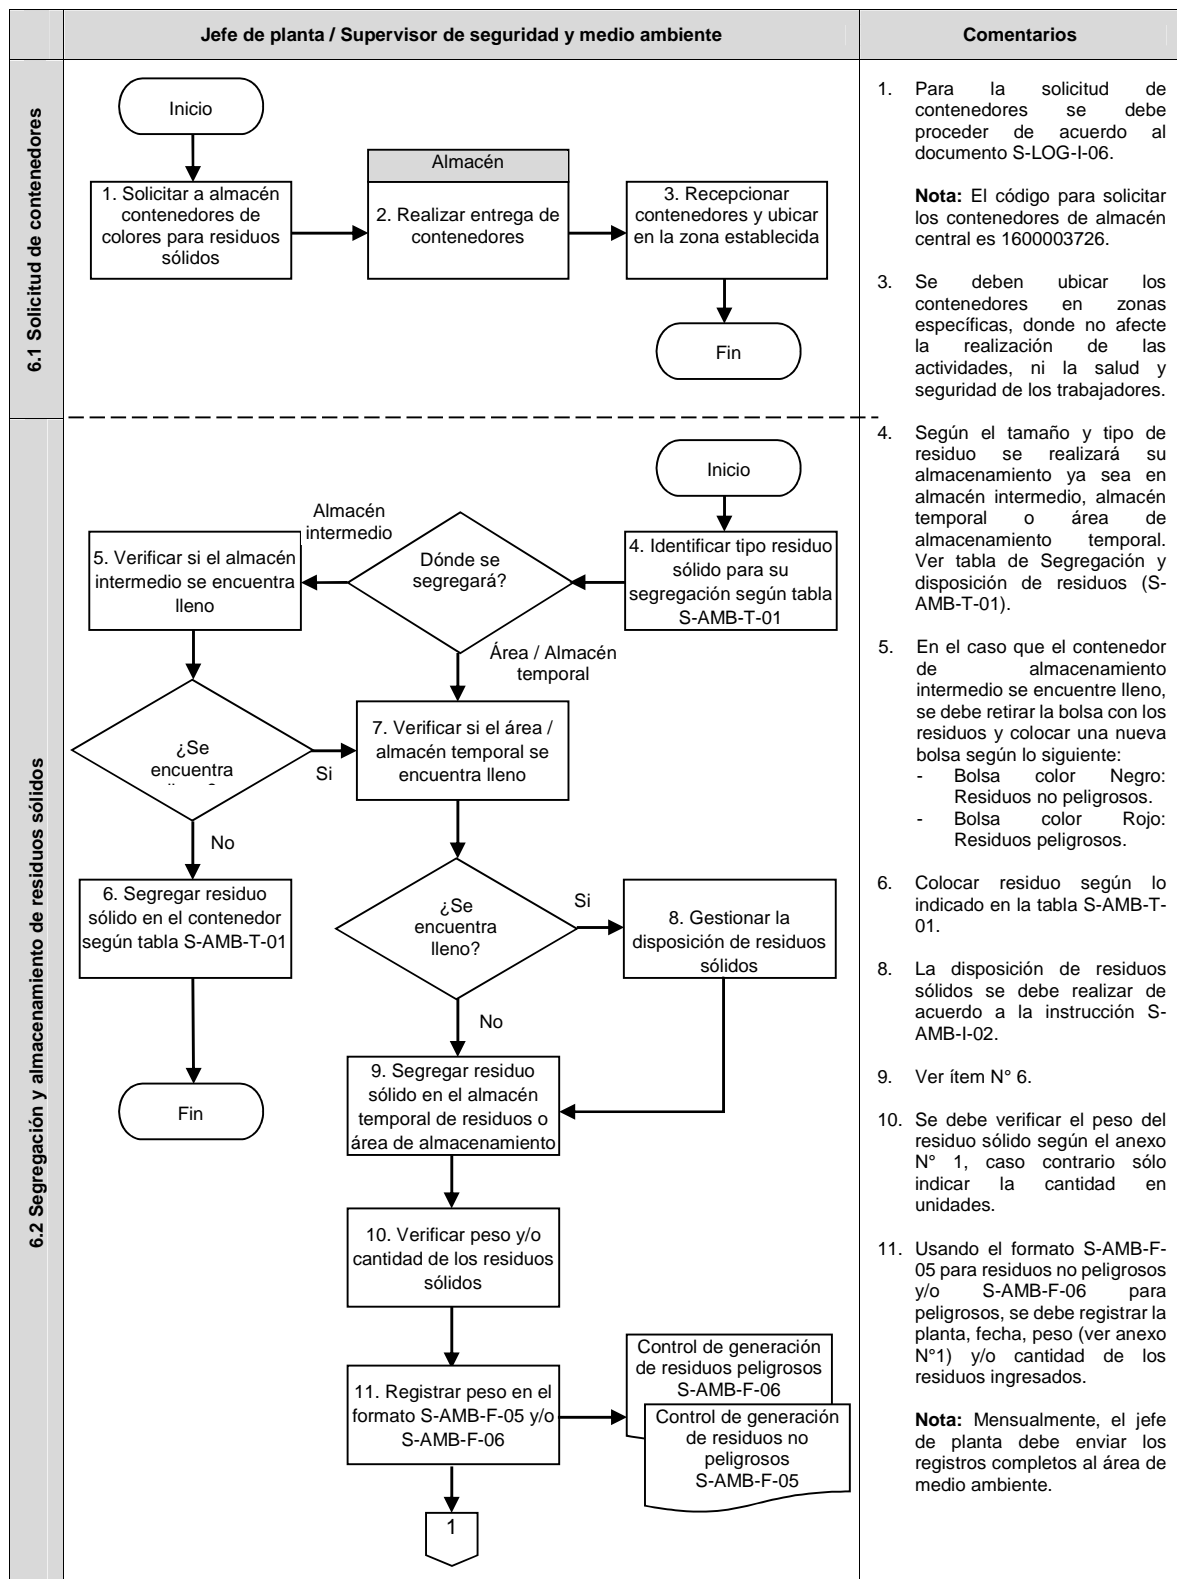 Jefe de planta / Supervisor de seguridad y medio ambiente
Comentarios
6.1 Solicitud de contenedores
Inicio
1. Solicitar a almacén
contenedores de
colores para residuos
sólidos
Almacén
2. Realizar entrega de
contenedores
3. Recepcionar
contenedores y ubicar
en la zona establecida
Fin
1. Para la solicitud de
contenedores se debe
proceder de acuerdo al
documento S-LOG-I-06.
Nota: El código para solicitar
los contenedores de almacén
central es 1600003726.
3. Se deben ubicar los
contenedores en zonas
específicas, donde no afecte
la realización de las
actividades, ni la salud y
seguridad de los trabajadores.
6.2 Segregación y almacenamiento de residuos sólidos
Inicio
4. Identificar tipo residuo
sólido para su
segregación según tabla
S-AMB-T-01
Dónde se
segregará?
Almacén
intermedio
Área / Almacén
temporal
5. Verificar si el almacén
intermedio se encuentra
lleno
¿Se
encuentra
Si
No
6. Segregar residuo
sólido en el contenedor
según tabla S-AMB-T-01
Fin
7. Verificar si el área /
almacén temporal se
encuentra lleno
¿Se
encuentra
lleno?
Si
No
8. Gestionar la
disposición de residuos
sólidos
9. Segregar residuo
sólido en el almacén
temporal de residuos o
área de almacenamiento
10. Verificar peso y/o
cantidad de los residuos
sólidos
11. Registrar peso en el
formato S-AMB-F-05 y/o
S-AMB-F-06
Control de generación
de residuos peligrosos
S-AMB-F-06
Control de generación
de residuos no
peligrosos
S-AMB-F-05
1
4. Según el tamaño y tipo de
residuo se realizará su
almacenamiento ya sea en
almacén intermedio, almacén
temporal o área de
almacenamiento temporal.
Ver tabla de Segregación y
disposición de residuos (S-
AMB-T-01).
5. En el caso que el contenedor
de almacenamiento
intermedio se encuentre lleno,
se debe retirar la bolsa con los
residuos y colocar una nueva
bolsa según lo siguiente:
- Bolsa color Negro:
Residuos no peligrosos.
- Bolsa color Rojo:
Residuos peligrosos.
6. Colocar residuo según lo
indicado en la tabla S-AMB-T-
01.
8. La disposición de residuos
sólidos se debe realizar de
acuerdo a la instrucción S-
AMB-I-02.
9. Ver ítem N° 6.
10. Se debe verificar el peso del
residuo sólido según el anexo
N° 1, caso contrario sólo
indicar la cantidad en
unidades.
11. Usando el formato S-AMB-F-
05 para residuos no peligrosos
y/o S-AMB-F-06 para
peligrosos, se debe registrar la
planta, fecha, peso (ver anexo
N°1) y/o cantidad de los
residuos ingresados.
Nota: Mensualmente, el jefe
de planta debe enviar los
registros completos al área de
medio ambiente.